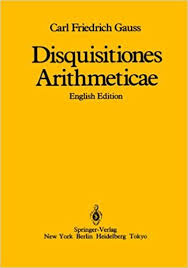 Carl Friedrich Gauss
Disquisitiones
Arithmeticae
English Edition
Springer-Verlag
New York Berlin Heidelberg Tokyo